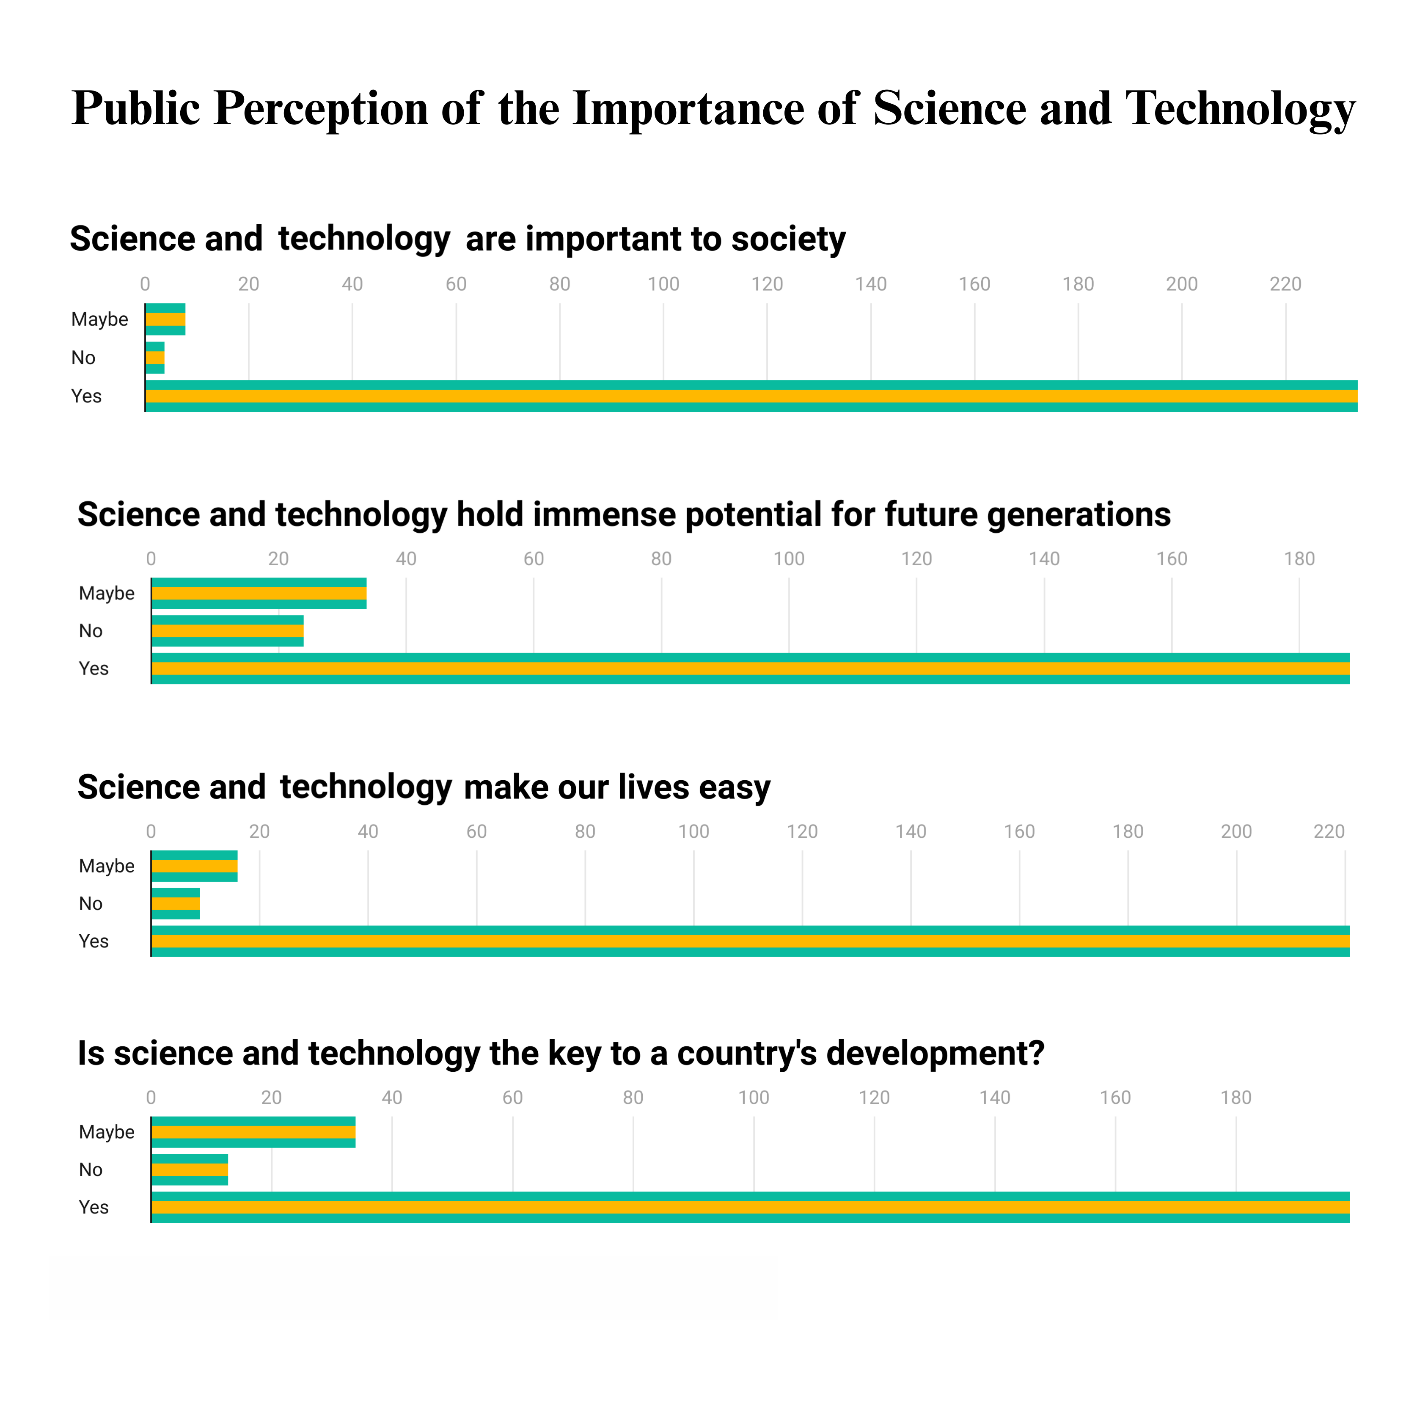 Public Perception of the Importance of Science and Technology
Science and technology are important to society
0 20 40 60 80 100 120 140 160 180 200 220
Maybe
No
Yes
Science and technology hold immense potential for future generations
0 20 40 60 80 100 120 140 160 180
Maybe
No
Yes
Science and technology make our lives easy
0 20 40 60 80 100 120 140 160 180 200 220
Maybe
No
Yes
Is science and technology the key to a country's development?
0 20 40 60 80 100 120 140 160 180
Maybe
No
Yes